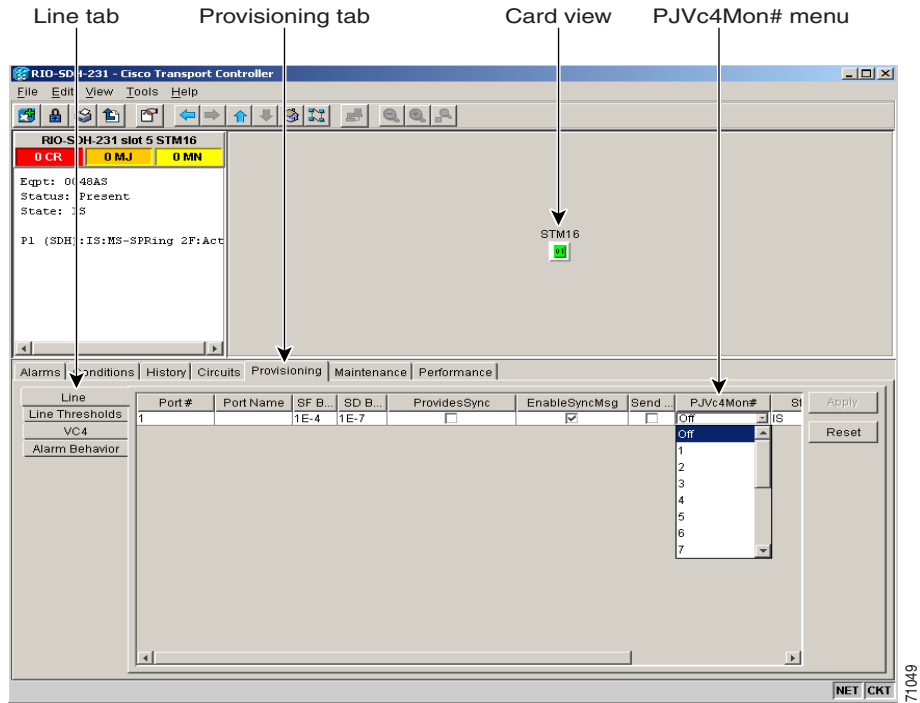 Line tab Provisioning tab Card view PJVc4Mon# menu
RIO-SDH-231 - Cisco Transport Controller
File Edit View Tools Help
RIO-SDH-231 slot 5 STM16
0 CR 0 MJ 0 MN
Eqpt: OC48AS
Status: Present
State: IS
P1 (SDH):IS:MS-SPRing 2F:Act
STM16
01
Alarms Conditions History Circuits Provisioning Maintenance Performance
Line
Line Thresholds
VC4
Alarm Behavior
Port # Port Name SF B... SD B... ProvidesSync EnableSyncMsg Send ... PJVc4Mon# St
1 1E-4 1E-7 Off IS
Off
1
2
3
4
5
6
7
Apply
Reset
NET CKT
71049